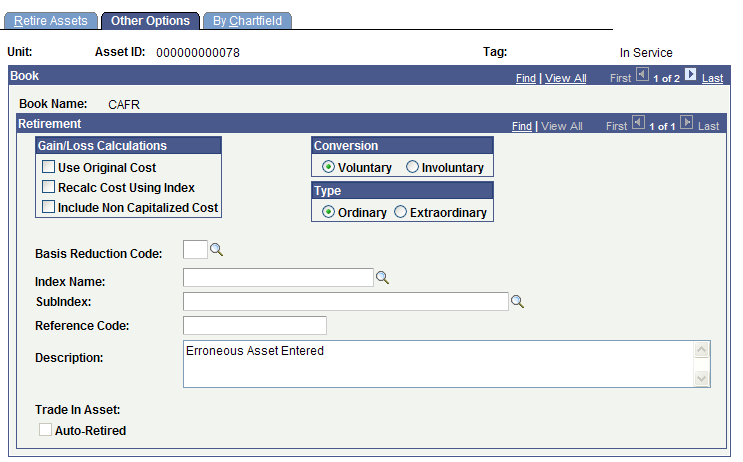 Retire Assets Other Options By Chartfield
Unit: Asset ID: 000000000078 Tag: In Service
Book Find | View All First 1 of 2 Last
Book Name: CAFR
Retirement Find | View All First 1 of 1 Last
Gain/Loss Calculations Conversion
Use Original Cost Voluntary Involuntary
Recalc Cost Using Index Type
Include Non Capitalized Cost Ordinary Extraordinary
Basis Reduction Code:
Index Name:
SubIndex:
Reference Code:
Description: Erroneous Asset Entered
Trade In Asset:
Auto-Retired